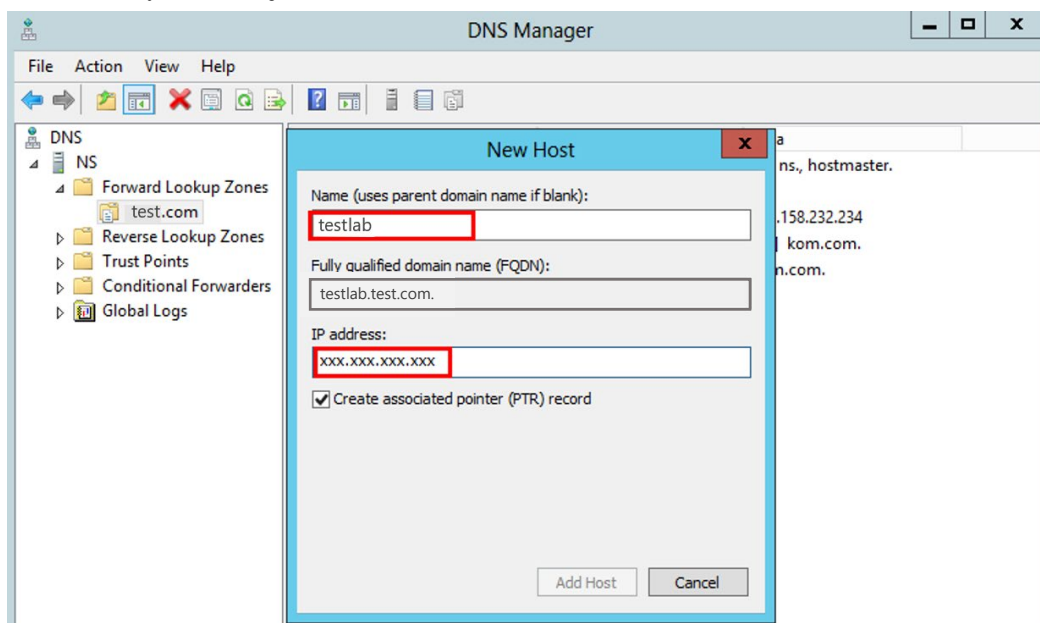 DNS Manager
File Action View Help
DNS
NS
Forward Lookup Zones
test.com
Reverse Lookup Zones
Trust Points
Conditional Forwarders
Global Logs
New Host
Name (uses parent domain name if blank):
testlab
Fully qualified domain name (FQDN):
testlab.test.com.
IP address:
xxx.xxx.xxx.xxx
Create associated pointer (PTR) record
Add Host Cancel
a
ns., hostmaster.
.158.232.234
kom.com.
.com.